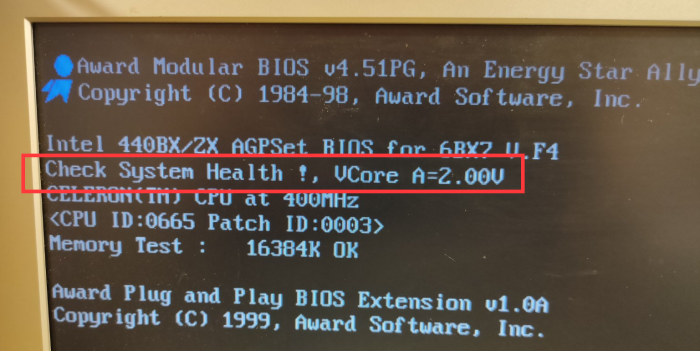 Award Modular BIOS v4.51PG, An Energy Star Ally
Copyright (C) 1984-98, Award Software, Inc.
Intel 440BX/ZX AGPSet BIOS for 6BX7 V.F4
Check System Health !, VCore A=2.00V
CELERON(TM) CPU at 400MHz
<CPU ID:0665 Patch ID:0003>
Memory Test : 16384K OK
Award Plug and Play BIOS Extension v1.0A
Copyright (C) 1999, Award Software, Inc.